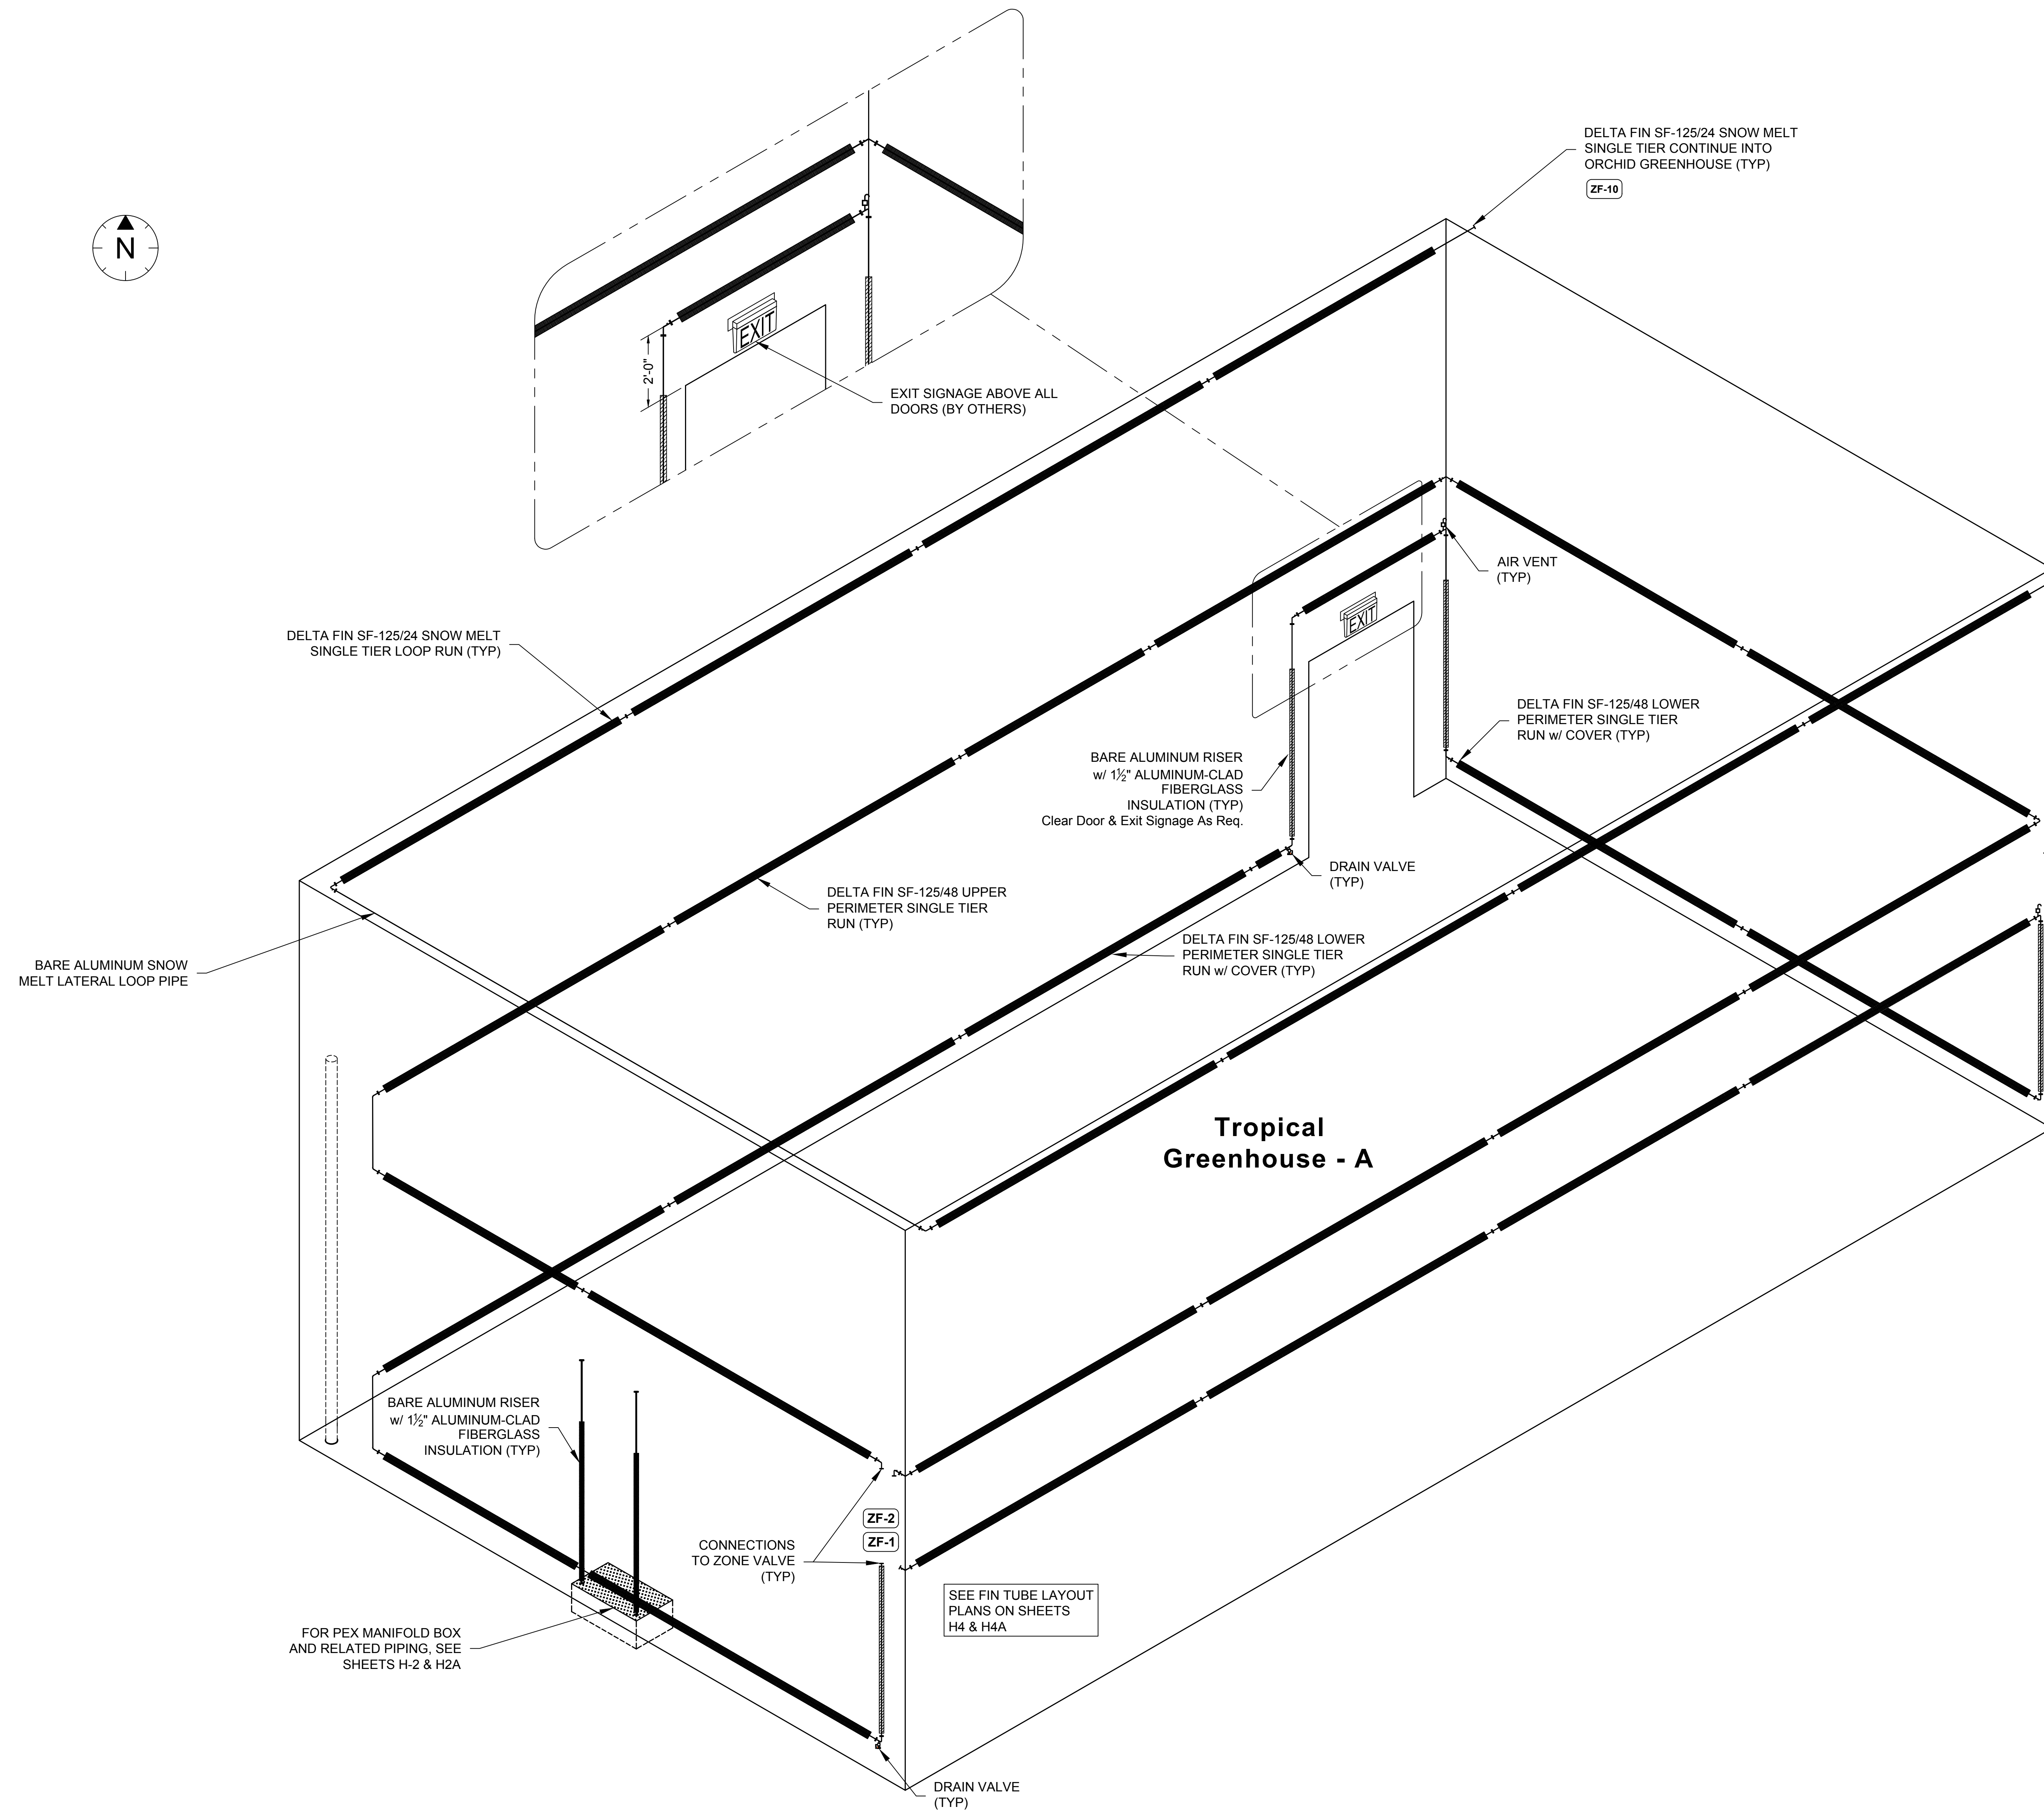 DELTA FIN SF-125/24 SNOW MELT
SINGLE TIER CONTINUE INTO
ORCHID GREENHOUSE (TYP)
ZF-10
N
EXIT
2'-0"
EXIT SIGNAGE ABOVE ALL
DOORS (BY OTHERS)
AIR VENT
(TYP)
EXIT
DELTA FIN SF-125/24 SNOW MELT
SINGLE TIER LOOP RUN (TYP)
DELTA FIN SF-125/48 LOWER
PERIMETER SINGLE TIER
RUN w/ COVER (TYP)
BARE ALUMINUM RISER
w/ 1½" ALUMINUM-CLAD
FIBERGLASS
INSULATION (TYP)
Clear Door & Exit Signage As Req.
DRAIN VALVE
(TYP)
DELTA FIN SF-125/48 UPPER
PERIMETER SINGLE TIER
RUN (TYP)
DELTA FIN SF-125/48 LOWER
PERIMETER SINGLE TIER
RUN w/ COVER (TYP)
BARE ALUMINUM SNOW
MELT LATERAL LOOP PIPE
Tropical
Greenhouse - A
BARE ALUMINUM RISER
w/ 1½" ALUMINUM-CLAD
FIBERGLASS
INSULATION (TYP)
ZF-2
ZF-1
CONNECTIONS
TO ZONE VALVE
(TYP)
SEE FIN TUBE LAYOUT
PLANS ON SHEETS
H4 & H4A
FOR PEX MANIFOLD BOX
AND RELATED PIPING, SEE
SHEETS H-2 & H2A
DRAIN VALVE
(TYP)